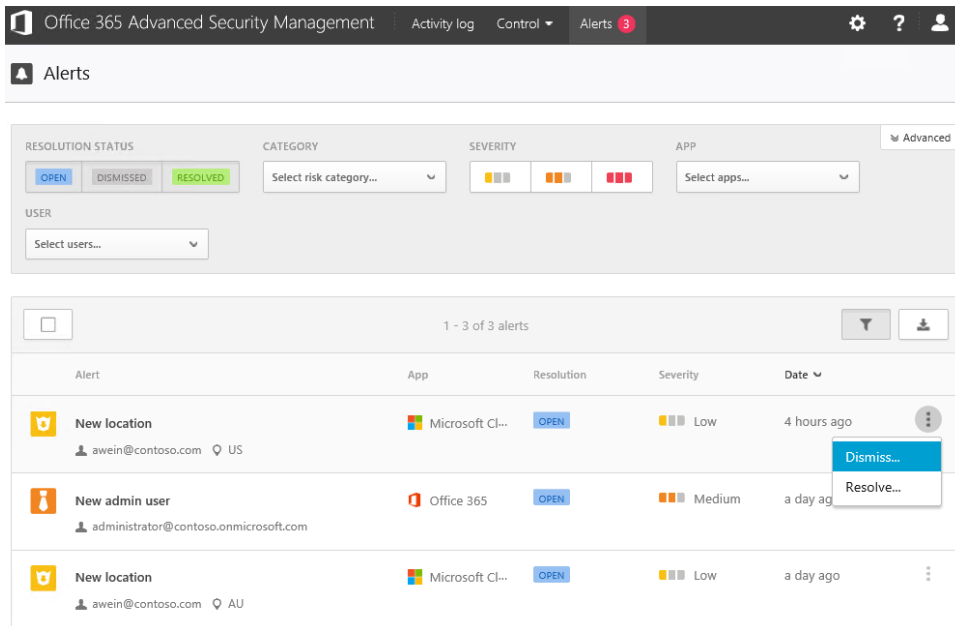 Office 365 Advanced Security Management Activity log Control Alerts 3 ?
Alerts
Advanced
RESOLUTION STATUS CATEGORY SEVERITY APP
OPEN DISMISSED RESOLVED Select risk category... Select apps...
USER
Select users...
1 - 3 of 3 alerts
Alert App Resolution Severity Date
New location Microsoft Cl... OPEN Low 4 hours ago
awein@contoso.com US
Dismiss...
Resolve...
New admin user Office 365 OPEN Medium a day ag
administrator@contoso.onmicrosoft.com
New location Microsoft Cl... OPEN Low a day ago
awein@contoso.com AU